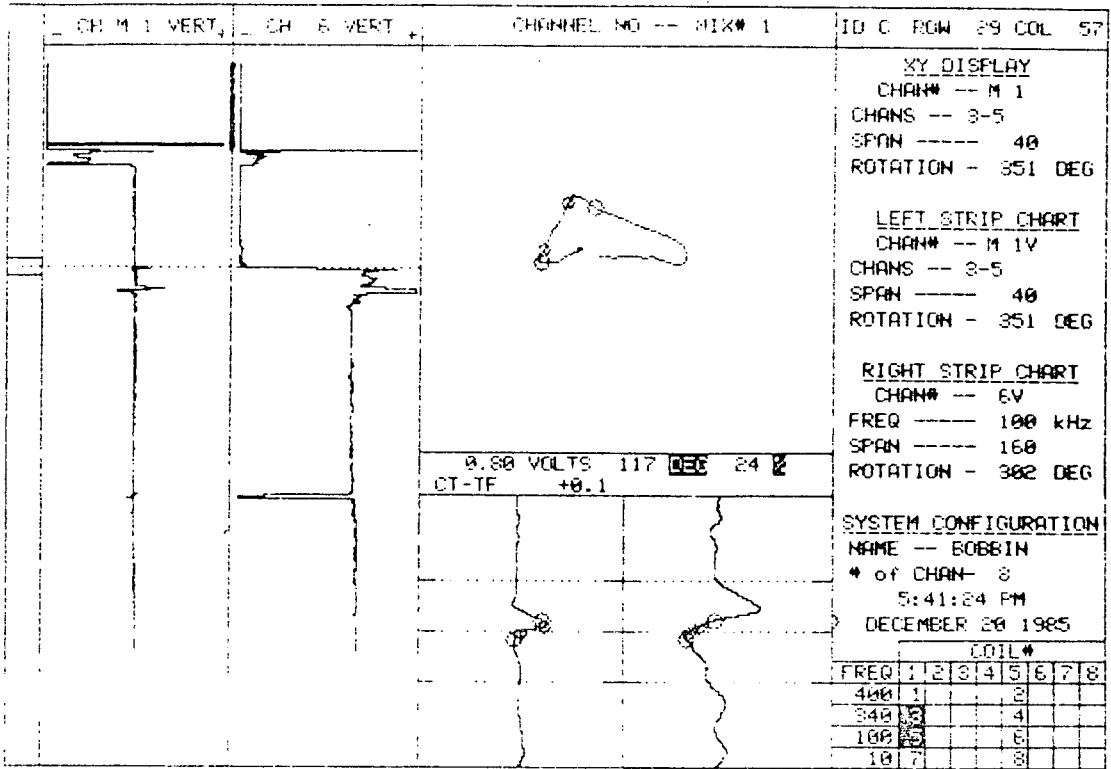 _ CH M 1 VERT + _ CH 6 VERT + CHANNEL NO -- MIX# 1 ID C ROW 29 COL 57
XY DISPLAY
CHAN# -- M 1
CHANS -- 3-5
SPAN ----- 40
ROTATION - 351 DEG
LEFT STRIP CHART
CHAN# -- M 1V
CHANS -- 3-5
SPAN ----- 40
ROTATION - 351 DEG
RIGHT STRIP CHART
CHAN# -- 6V
FREQ ----- 100 kHz
SPAN ----- 160
ROTATION - 302 DEG
0.80 VOLTS 117 DEG 24 %
CT-TF +0.1
SYSTEM CONFIGURATION
NAME -- BOBBIN
# of CHAN- 8
5:41:24 PM
DECEMBER 20 1985
COIL#
FREQ 1 2 3 4 5 6 7 8
400 1 2
340 3 4
100 5 6
10 7 8